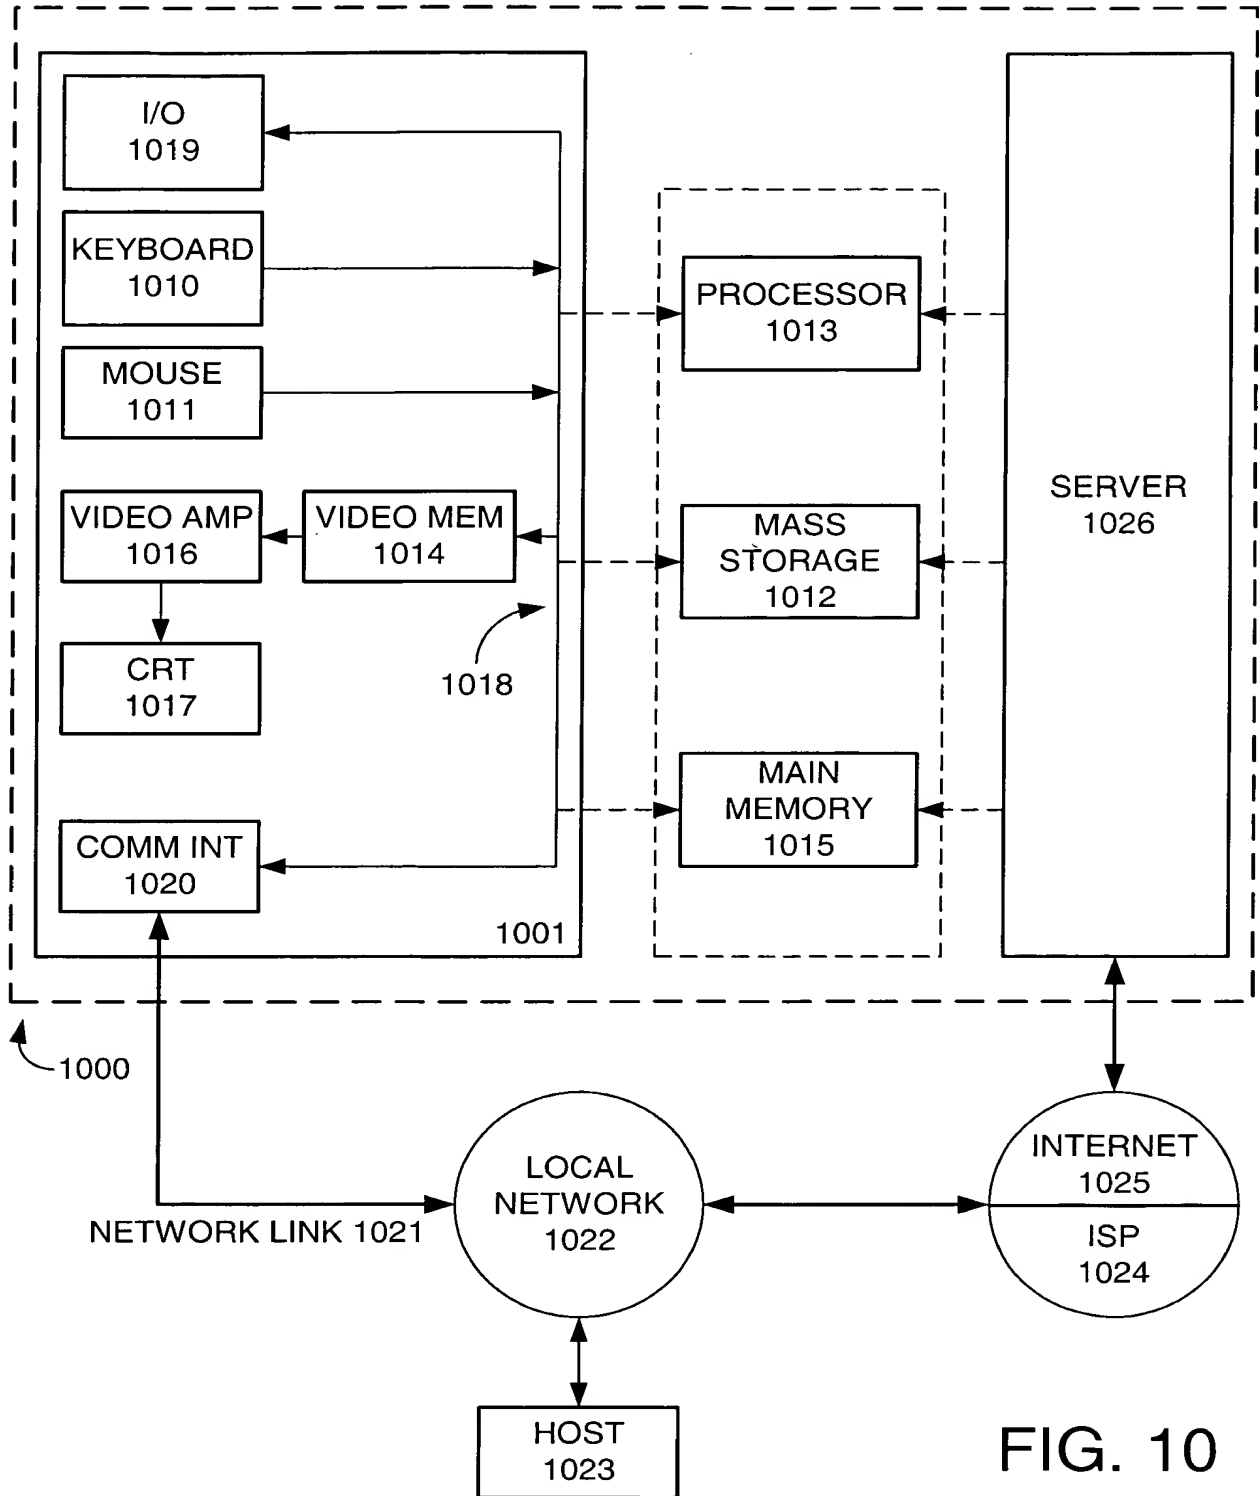 I/O
1019
KEYBOARD
1010
MOUSE
1011
VIDEO AMP
1016
VIDEO MEM
1014
CRT
1017
1018
COMM INT
1020
1001
PROCESSOR
1013
MASS
STORAGE
1012
MAIN
MEMORY
1015
SERVER
1026
1000
NETWORK LINK 1021
LOCAL
NETWORK
1022
INTERNET
1025
ISP
1024
HOST
1023
FIG. 10